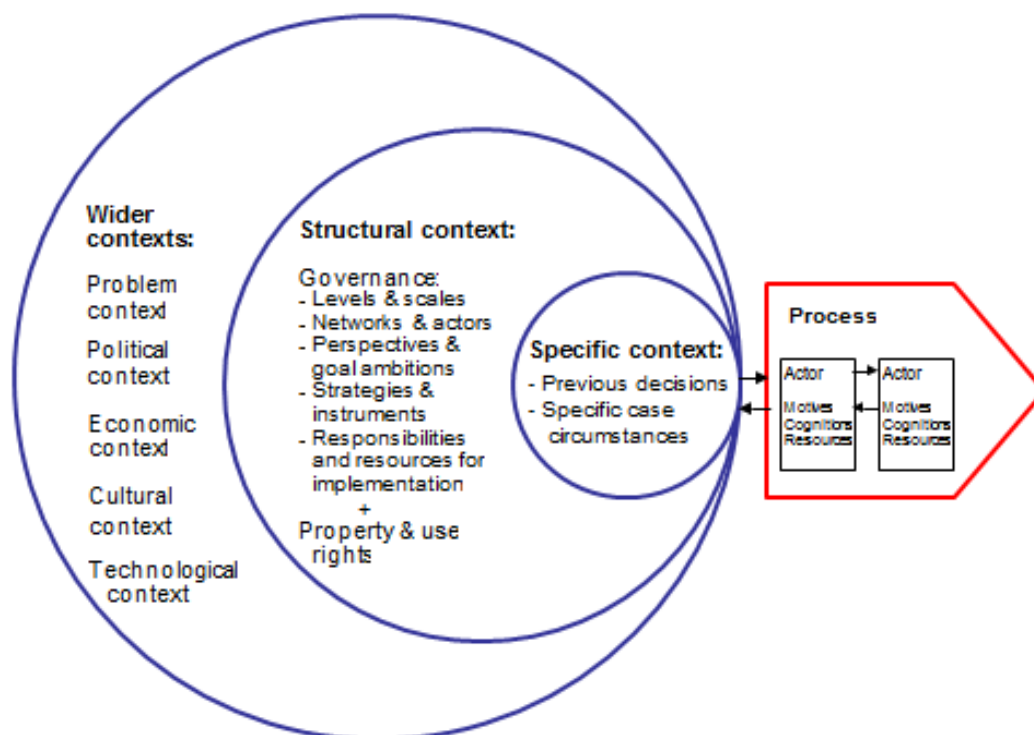 Wider
contexts:
Problem
context
Political
context
Economic
context
Cultural
context
Technological
context
Structural context:
Governance:
- Levels & scales
- Networks & actors
- Perspectives &
goal ambitions
- Strategies &
instruments
- Responsibilities
and resources for
implementation
+
Property & use
rights
Specific context:
- Previous decisions
- Specific case
circumstances
Process
Actor
Motives
Cognitions
Resources
Actor
Motives
Cognitions
Resources